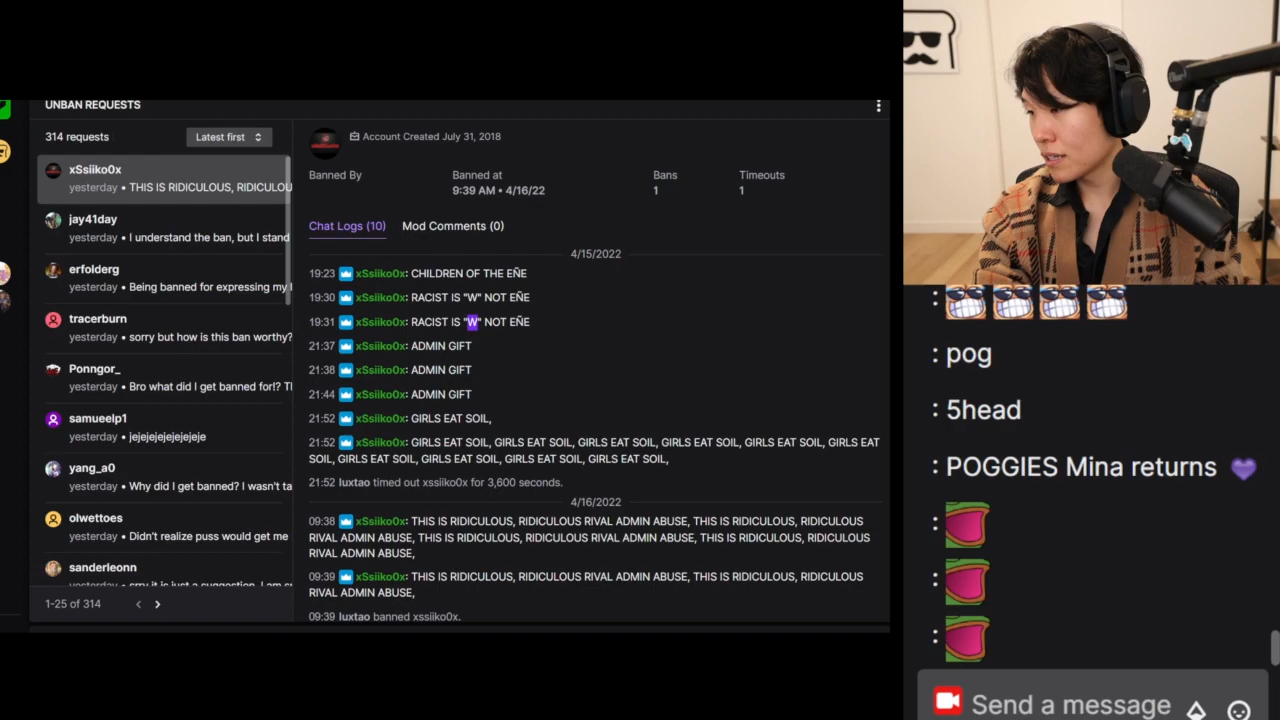 UNBAN REQUESTS
314 requests
Latest first
xSsiiko0x
yesterday • THIS IS RIDICULOUS, RIDICULOU
jay41day
yesterday • I understand the ban, but I stand
erfolderg
yesterday • Being banned for expressing my
tracerburn
yesterday • sorry but how is this ban worthy?
Ponngor_
yesterday • Bro what did I get banned for!? Tl
samueelp1
yesterday • jejejejejejejeje
yang_a0
yesterday • Why did I get banned? I wasn't ta
olwettoes
yesterday • Didn't realize puss would get me
sanderleonn
yesterday • srry it is just a suggestion, I am s
1-25 of 314
Account Created July 31, 2018
Banned By
Banned at
Bans
Timeouts
9:39 AM • 4/16/22
1
1
Chat Logs (10)
Mod Comments (0)
4/15/2022
19:23 xSsiiko0x: CHILDREN OF THE EÑE
19:30 xSsiiko0x: RACIST IS "W" NOT EÑE
19:31 xSsiiko0x: RACIST IS "W" NOT EÑE
21:37 xSsiiko0x: ADMIN GIFT
21:38 xSsiiko0x: ADMIN GIFT
21:44 xSsiiko0x: ADMIN GIFT
21:52 xSsiiko0x: GIRLS EAT SOIL,
21:52 xSsiiko0x: GIRLS EAT SOIL, GIRLS EAT SOIL, GIRLS EAT SOIL, GIRLS EAT SOIL, GIRLS EAT SOIL, GIRLS EAT
SOIL, GIRLS EAT SOIL, GIRLS EAT SOIL, GIRLS EAT SOIL, GIRLS EAT SOIL,
21:52 luxtao timed out xssiiko0x for 3,600 seconds.
4/16/2022
09:38 xSsiiko0x: THIS IS RIDICULOUS, RIDICULOUS RIVAL ADMIN ABUSE, THIS IS RIDICULOUS, RIDICULOUS
RIVAL ADMIN ABUSE, THIS IS RIDICULOUS, RIDICULOUS RIVAL ADMIN ABUSE, THIS IS RIDICULOUS, RIDICULOUS
RIVAL ADMIN ABUSE,
09:39 xSsiiko0x: THIS IS RIDICULOUS, RIDICULOUS RIVAL ADMIN ABUSE, THIS IS RIDICULOUS, RIDICULOUS
RIVAL ADMIN ABUSE,
09:39 luxtao banned xssiiko0x.
:
: pog
: 5head
: POGGIES Mina returns
:
:
:
Send a message